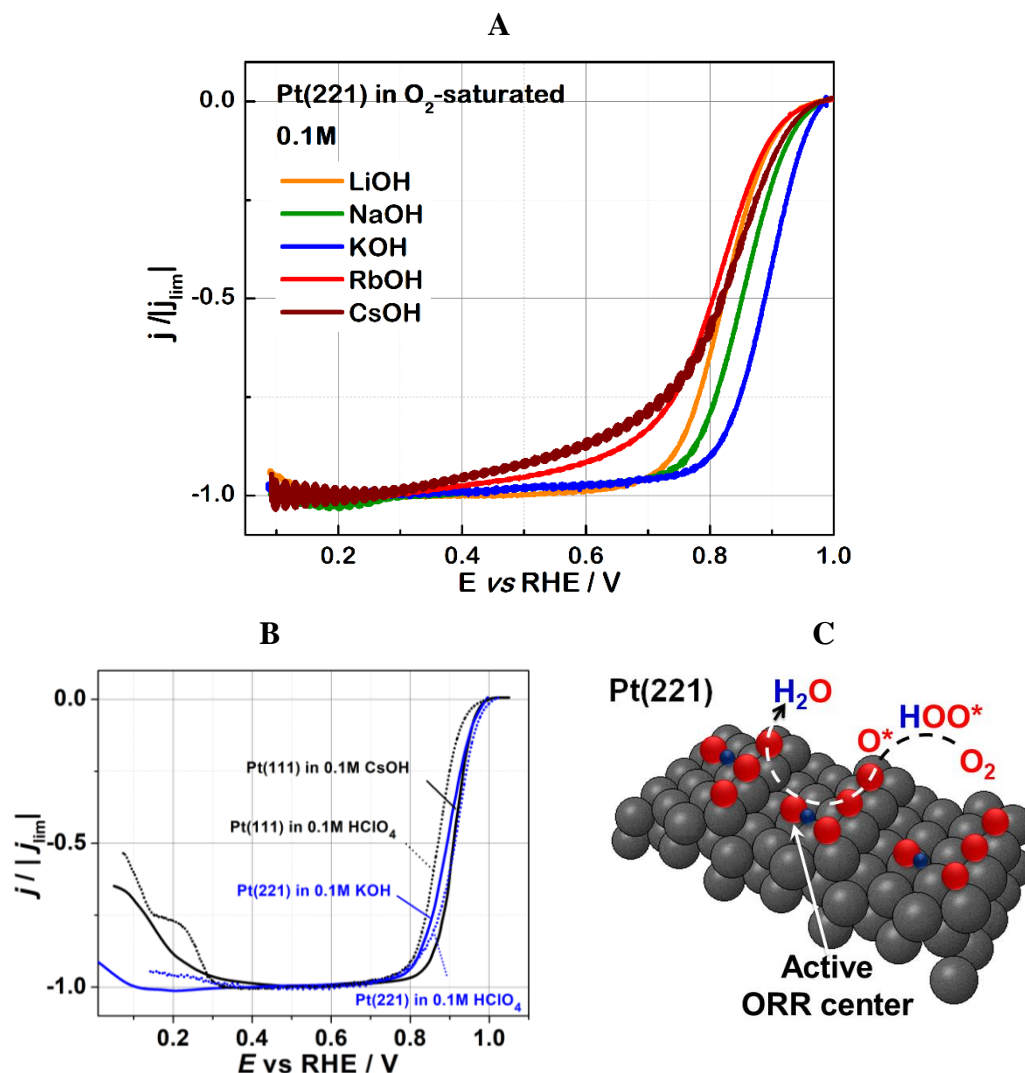 A
Pt(221) in O₂-saturated
0.1M
LiOH
NaOH
KOH
RbOH
CsOH
j /|j_lim|
0.0
-0.5
-1.0
0.2 0.4 0.6 0.8 1.0
E vs RHE / V
B
j / | j_lim|
0.0
-0.5
-1.0
Pt(111) in 0.1M CsOH
Pt(111) in 0.1M HClO₄
Pt(221) in 0.1M KOH
Pt(221) in 0.1M HClO₄
0.2 0.4 0.6 0.8 1.0
E vs RHE / V
C
Pt(221)
H₂O
HOO*
O*
O₂
Active
ORR center